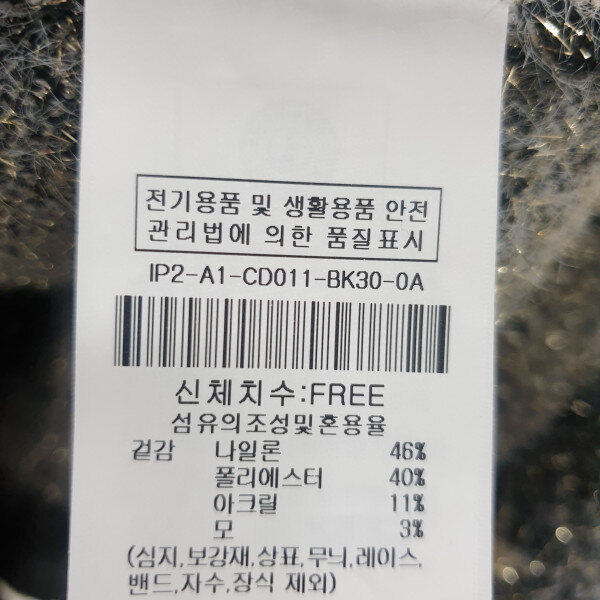 전기용품 및 생활용품 안전
관리법에 의한 품질표시
IP2-A1-CD011-BK30-0A
신체치수:FREE
섬유의조성및혼용율
겉감 나일론 46%
폴리에스터 40%
아크릴 11%
모 3%
(심지,보강재,상표,무늬,레이스,
밴드,자수,장식 제외)